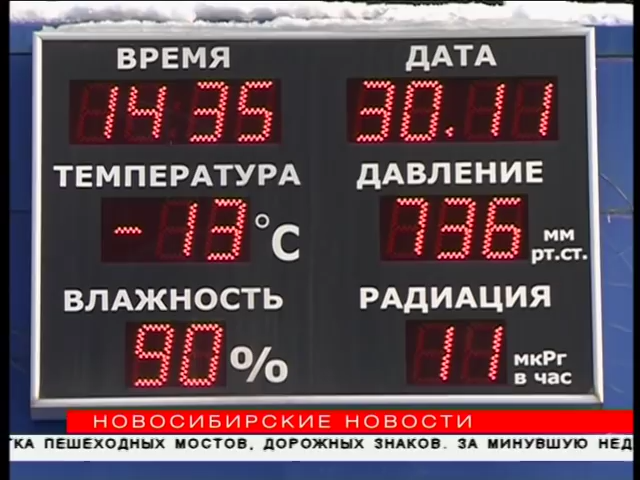 ВРЕМЯ ДАТА
14 35 30.11
ТЕМПЕРАТУРА ДАВЛЕНИЕ
-13 °C 736 мм рт.ст.
ВЛАЖНОСТЬ РАДИАЦИЯ
90 % 11 мкРг в час
НОВОСИБИРСКИЕ НОВОСТИ
ПЕШЕХОДНЫХ МОСТОВ, ДОРОЖНЫХ ЗНАКОВ. ЗА МИНУВШУЮ